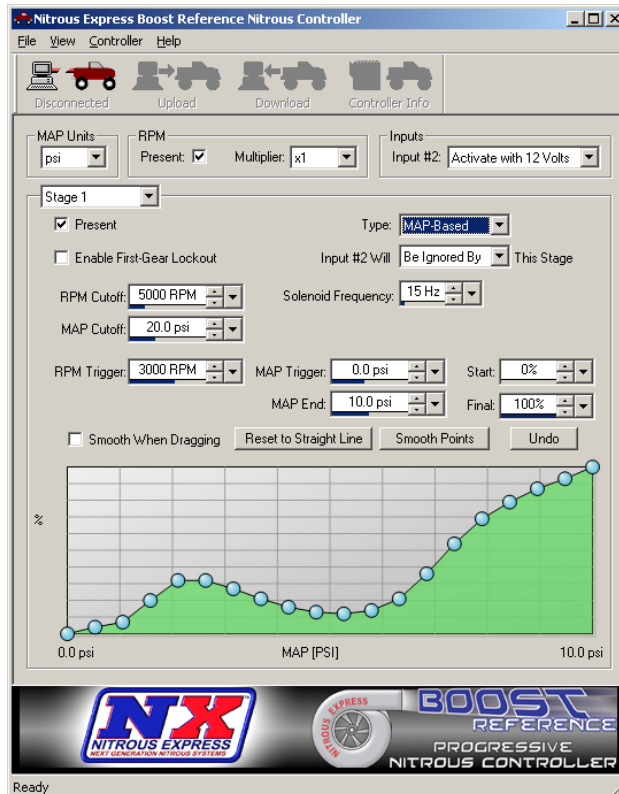 Nitrous Express Boost Reference Nitrous Controller
File View Controller Help
Disconnected Upload Download Controller Info
MAP Units RPM Inputs
psi Present: Multiplier: x1 Input #2: Activate with 12 Volts
Stage 1
Present Type: MAP-Based
Enable First-Gear Lockout Input #2 Will Be Ignored By This Stage
RPM Cutoff: 5000 RPM Solenoid Frequency: 15 Hz
MAP Cutoff: 20.0 psi
RPM Trigger: 3000 RPM MAP Trigger: 0.0 psi Start: 0%
MAP End: 10.0 psi Final: 100%
Smooth When Dragging Reset to Straight Line Smooth Points Undo
%
0.0 psi MAP [PSI] 10.0 psi
NX
NITROUS EXPRESS
NEXT GENERATION NITROUS SYSTEMS
NITROUS EXPRESS
BOOST
REFERENCE
PROGRESSIVE
NITROUS CONTROLLER
Ready